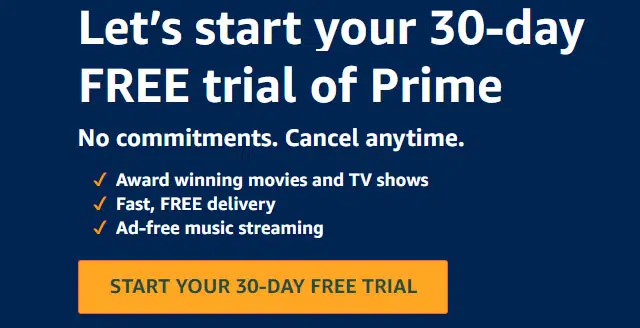 Let’s start your 30-day
FREE trial of Prime
No commitments. Cancel anytime.
✓ Award winning movies and TV shows
✓ Fast, FREE delivery
✓ Ad-free music streaming
START YOUR 30-DAY FREE TRIAL